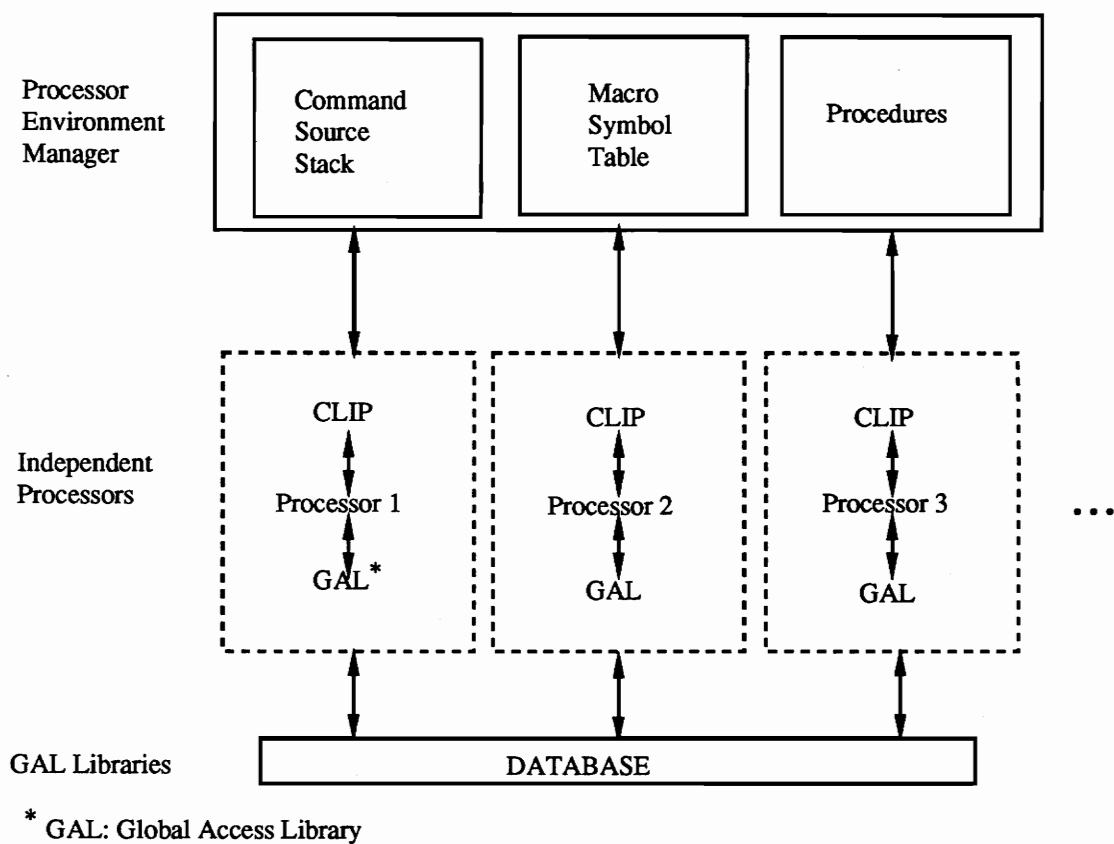 Processor
Environment
Manager
Command
Source
Stack
Macro
Symbol
Table
Procedures
Independent
Processors
CLIP
Processor 1
GAL*
CLIP
Processor 2
GAL
CLIP
Processor 3
GAL
...
GAL Libraries
DATABASE
* GAL: Global Access Library